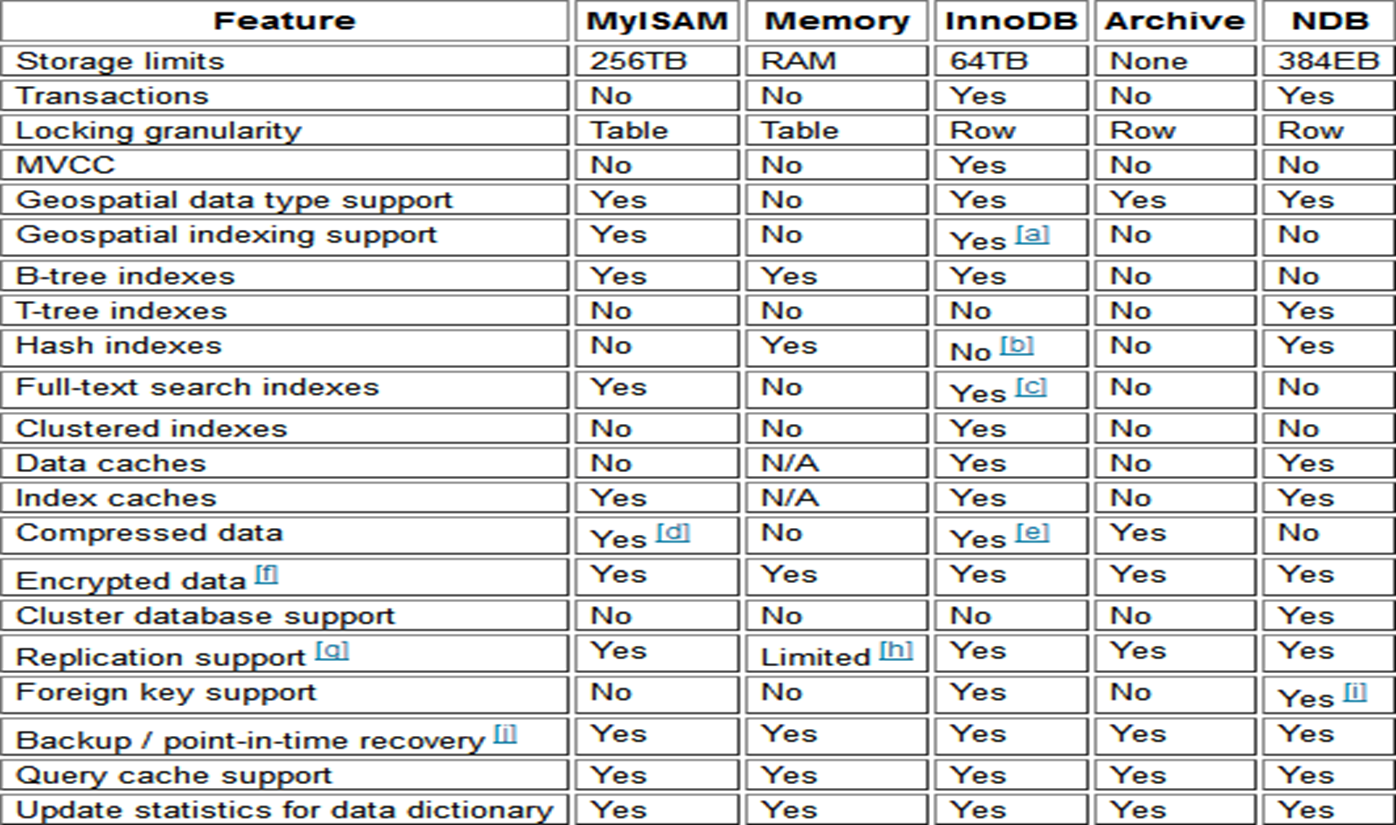 Feature MyISAM Memory InnoDB Archive NDB
Storage limits 256TB RAM 64TB None 384EB
Transactions No No Yes No Yes
Locking granularity Table Table Row Row Row
MVCC No No Yes No No
Geospatial data type support Yes No Yes Yes Yes
Geospatial indexing support Yes No Yes [a] No No
B-tree indexes Yes Yes Yes No No
T-tree indexes No No No No Yes
Hash indexes No Yes No [b] No Yes
Full-text search indexes Yes No Yes [c] No No
Clustered indexes No No Yes No No
Data caches No N/A Yes No Yes
Index caches Yes N/A Yes No Yes
Compressed data Yes [d] No Yes [e] Yes No
Encrypted data [f] Yes Yes Yes Yes Yes
Cluster database support No No No No Yes
Replication support [g] Yes Limited [h] Yes Yes Yes
Foreign key support No No Yes No Yes [i]
Backup / point-in-time recovery [j] Yes Yes Yes Yes Yes
Query cache support Yes Yes Yes Yes Yes
Update statistics for data dictionary Yes Yes Yes Yes Yes